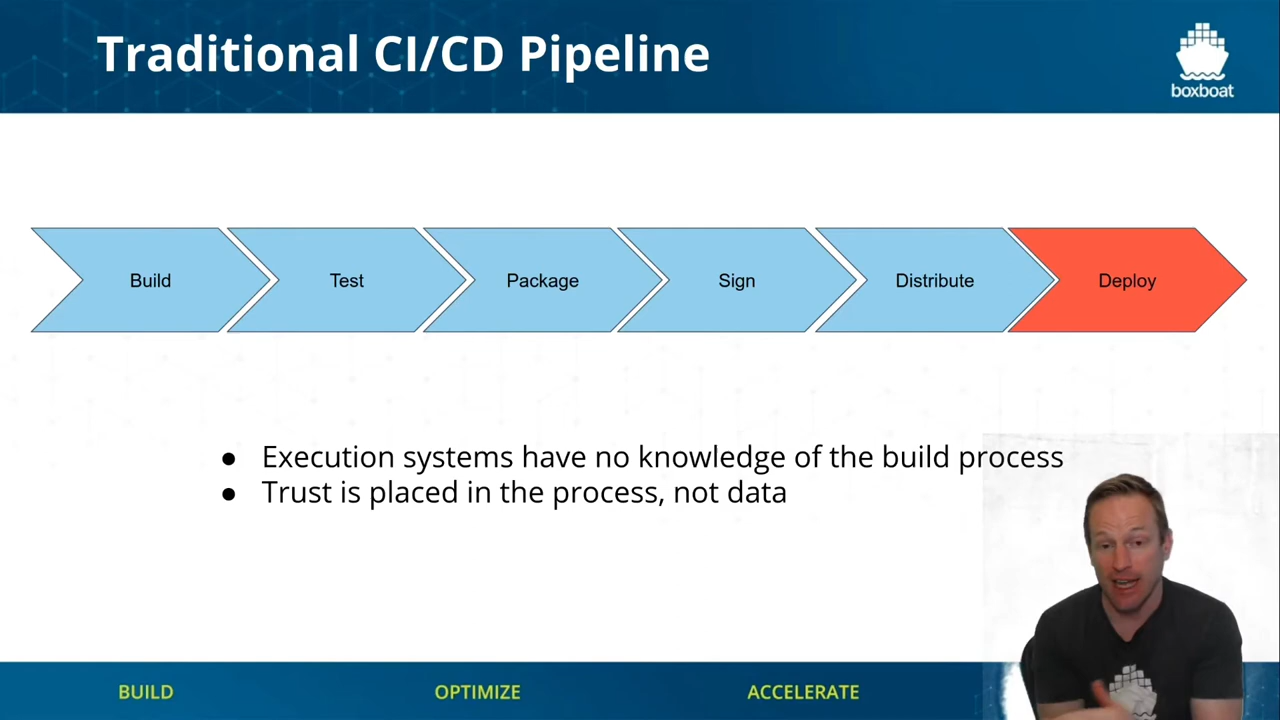 Traditional CI/CD Pipeline
boxboat
Build
Test
Package
Sign
Distribute
Deploy
● Execution systems have no knowledge of the build process
● Trust is placed in the process, not data
BUILD
OPTIMIZE
ACCELERATE